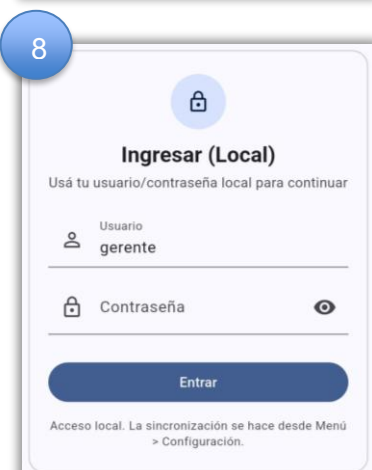 8
Ingresar (Local)
Usá tu usuario/contraseña local para continuar
Usuario
gerente
Contraseña
Entrar
Acceso local. La sincronización se hace desde Menú
> Configuración.